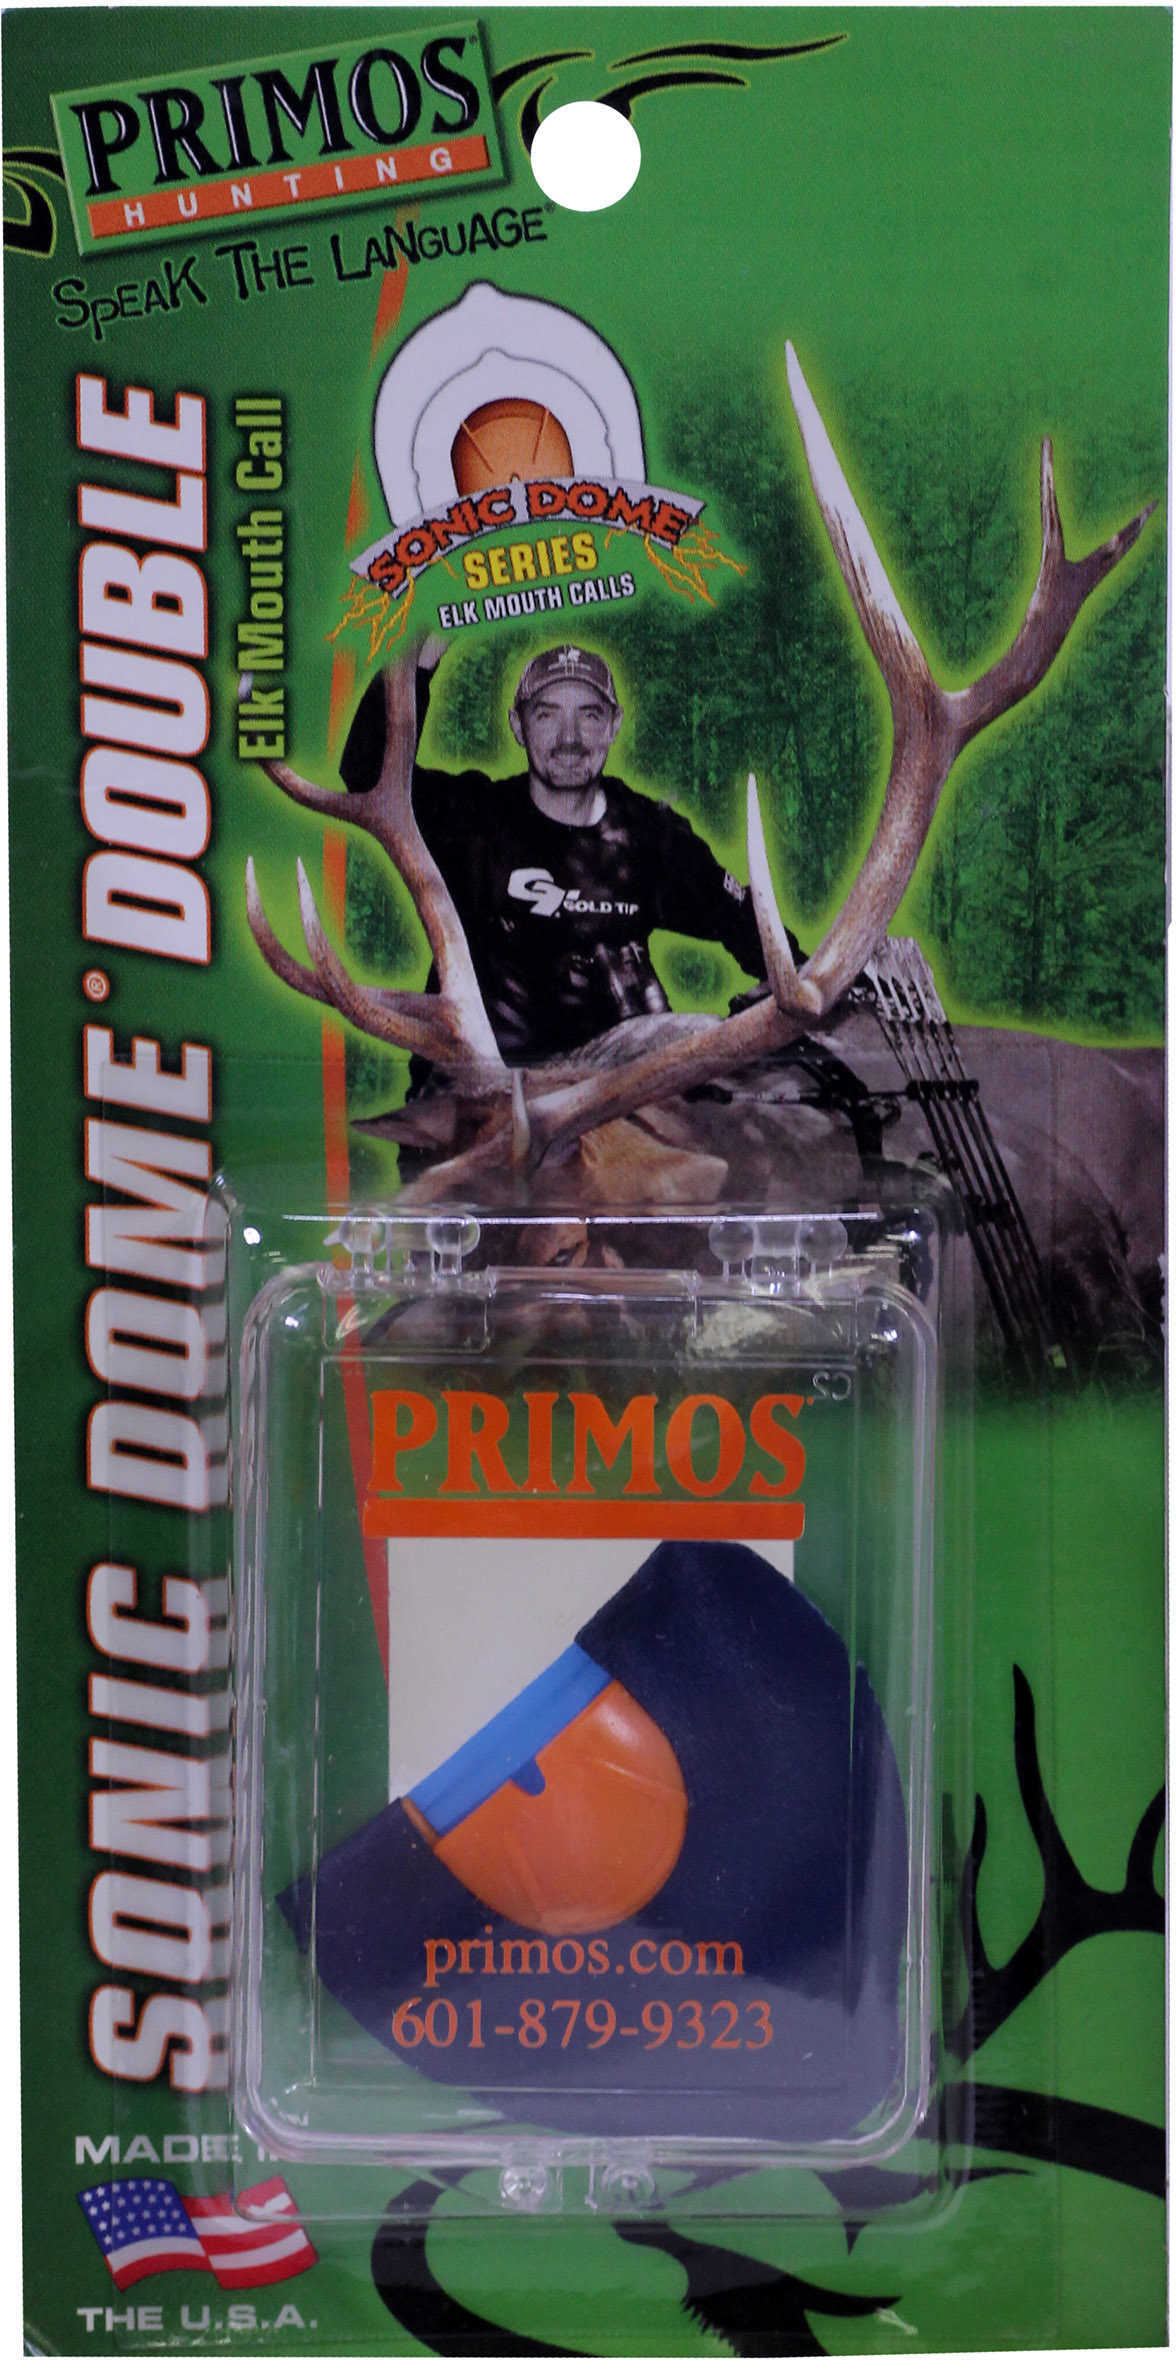 PRIMOS®
HUNTING
SPEAK THE LANGUAGE®
SONIC DOME® DOUBLE
Elk Mouth Call
SONIC DOME
SERIES
ELK MOUTH CALLS
GT
GOLD TIP
PRIMOS
primos.com
601-879-9323
MADE I
THE U.S.A.